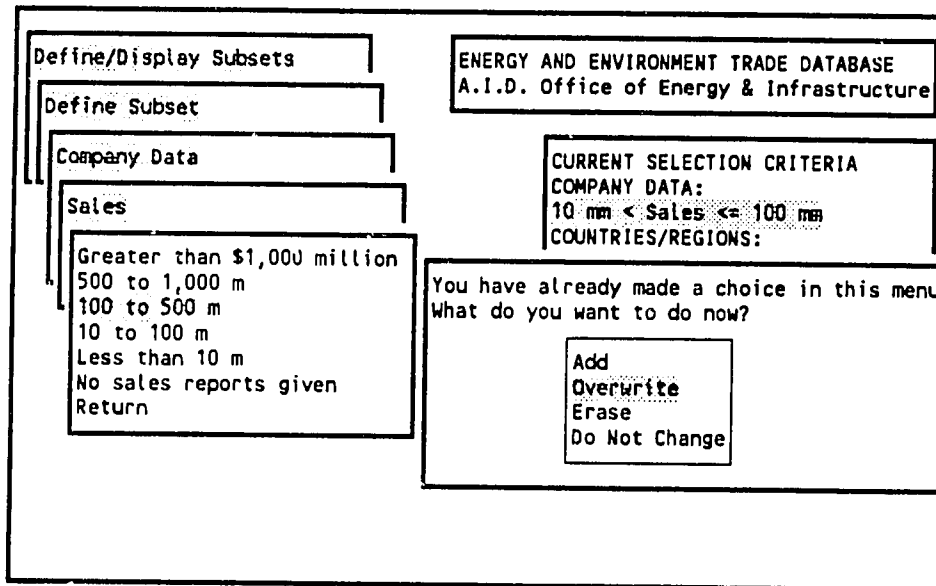 Define/Display Subsets
Define Subset
Company Data
Sales
Greater than $1,000 million
500 to 1,000 m
100 to 500 m
10 to 100 m
Less than 10 m
No sales reports given
Return
ENERGY AND ENVIRONMENT TRADE DATABASE
A.I.D. Office of Energy & Infrastructure
CURRENT SELECTION CRITERIA
COMPANY DATA:
10 mm < Sales <= 100 mm
COUNTRIES/REGIONS:
You have already made a choice in this menu
What do you want to do now?
Add
Overwrite
Erase
Do Not Change